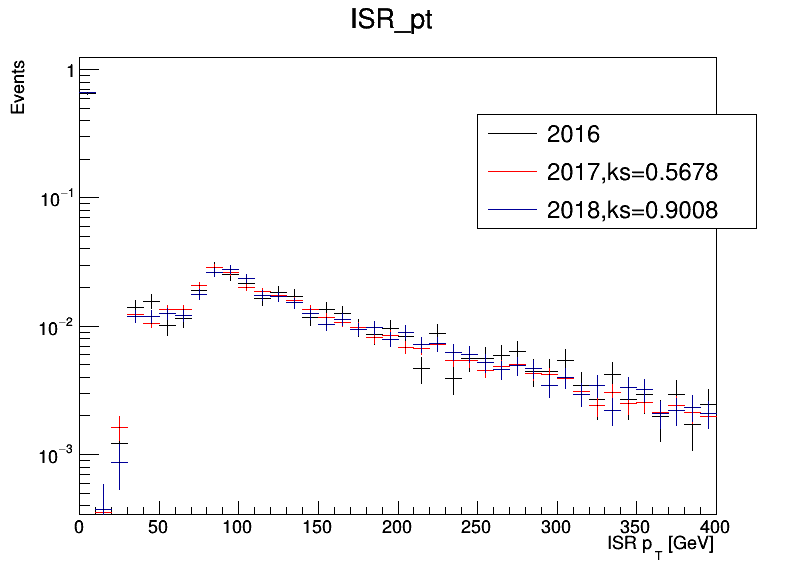 ISR_pt
Events
1
10⁻¹
10⁻²
10⁻³
2016
2017,ks=0.5678
2018,ks=0.9008
0 50 100 150 200 250 300 350 400
ISR p_T [GeV]